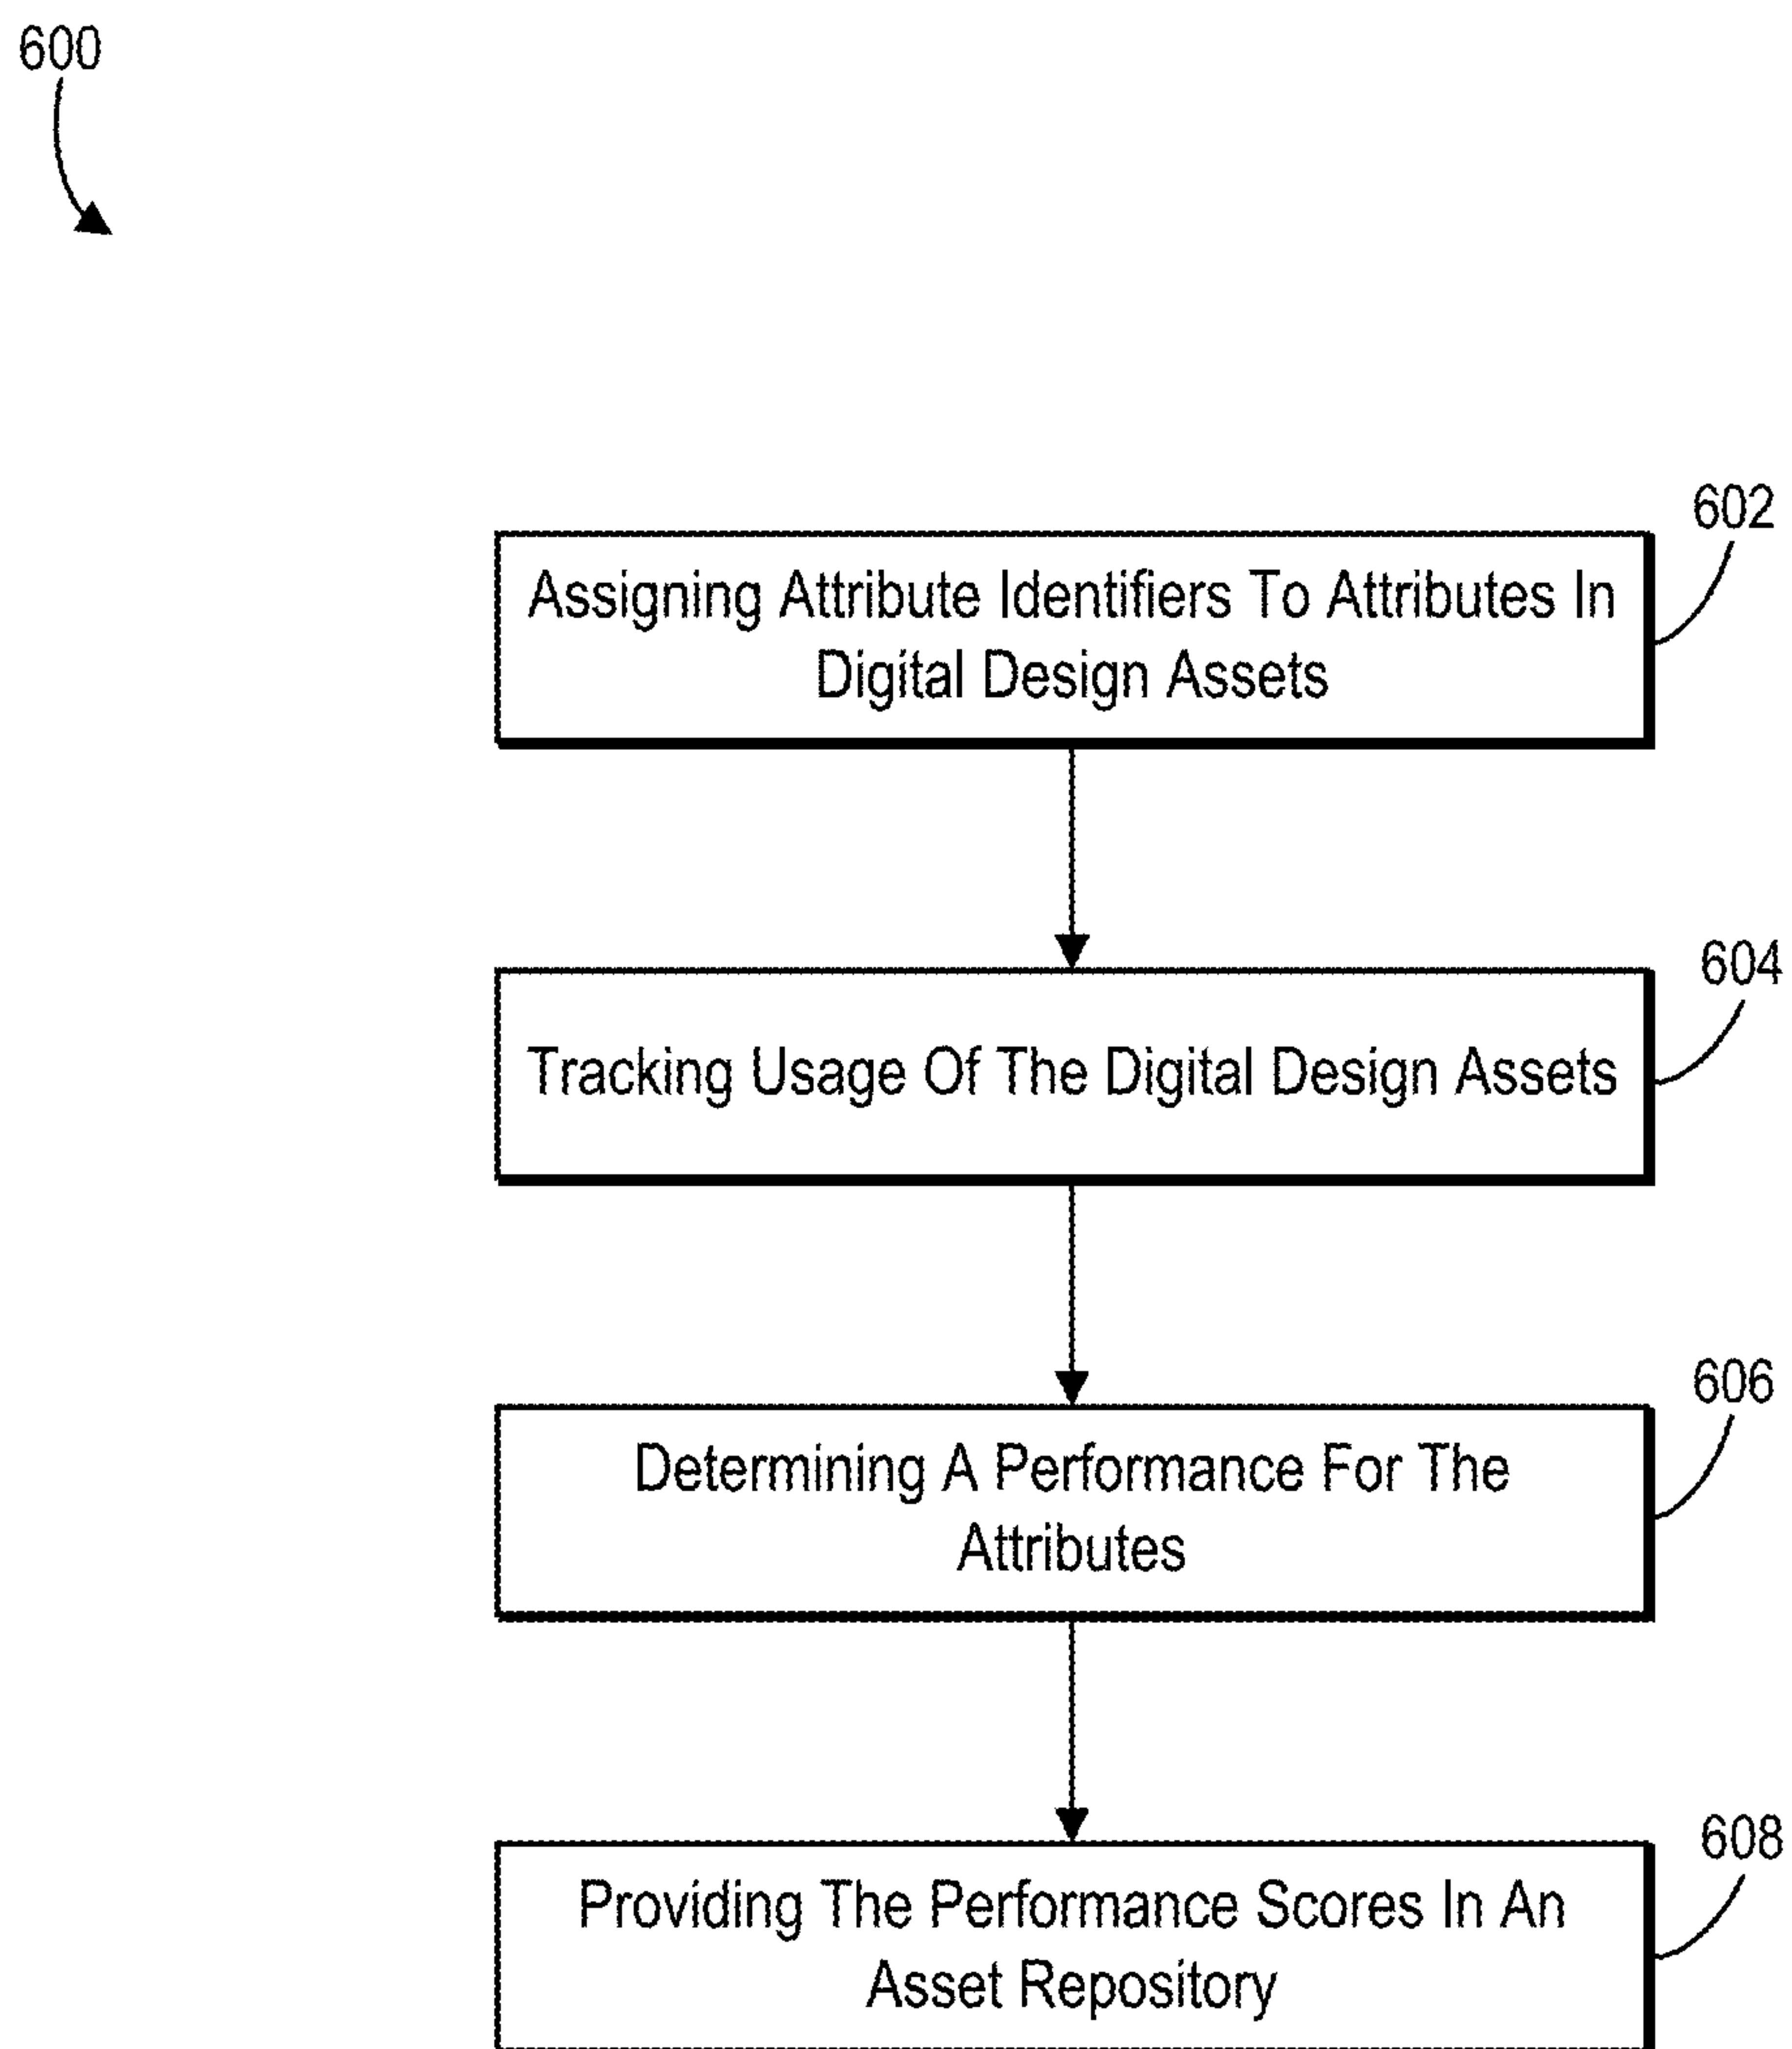 600
602
Assigning Attribute Identifiers To Attributes In
Digital Design Assets
604
Tracking Usage Of The Digital Design Assets
606
Determining A Performance For The
Attributes
608
Providing The Performance Scores In An
Asset Repository